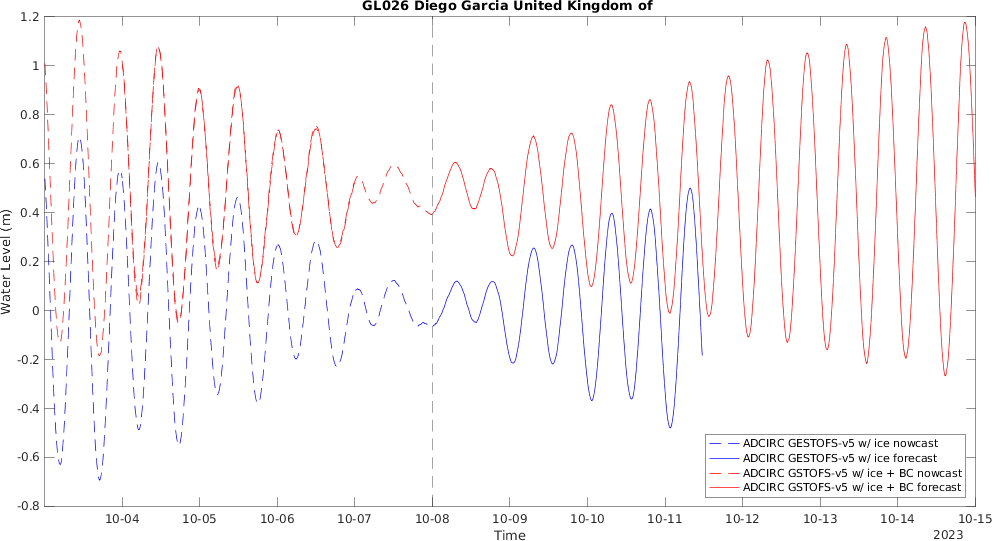 GL026 Diego Garcia United Kingdom of
1.2
1
0.8
0.6
0.4
0.2
0
-0.2
-0.4
-0.6
-0.8
Water Level (m)
ADCIRC GESTOFS-v5 w/ ice nowcast
ADCIRC GESTOFS-v5 w/ ice forecast
ADCIRC GSTOFS-v5 w/ ice + BC nowcast
ADCIRC GSTOFS-v5 w/ ice + BC forecast
10-04 10-05 10-06 10-07 10-08 10-09 10-10 10-11 10-12 10-13 10-14 10-15
Time 2023